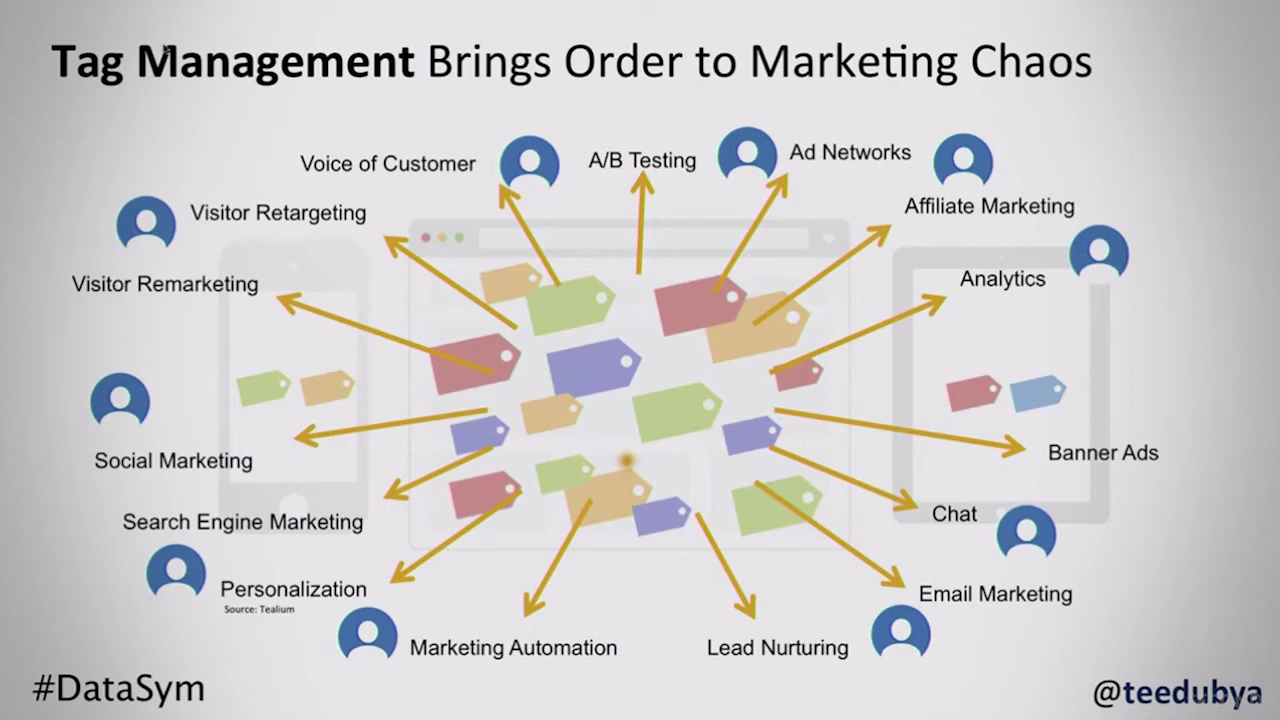 Tag Management Brings Order to Marketing Chaos
Voice of Customer
A/B Testing
Ad Networks
Visitor Retargeting
Affiliate Marketing
Visitor Remarketing
Analytics
Social Marketing
Banner Ads
Search Engine Marketing
Chat
Personalization
Source: Tealium
Email Marketing
Marketing Automation
Lead Nurturing
#DataSym
@teedubya